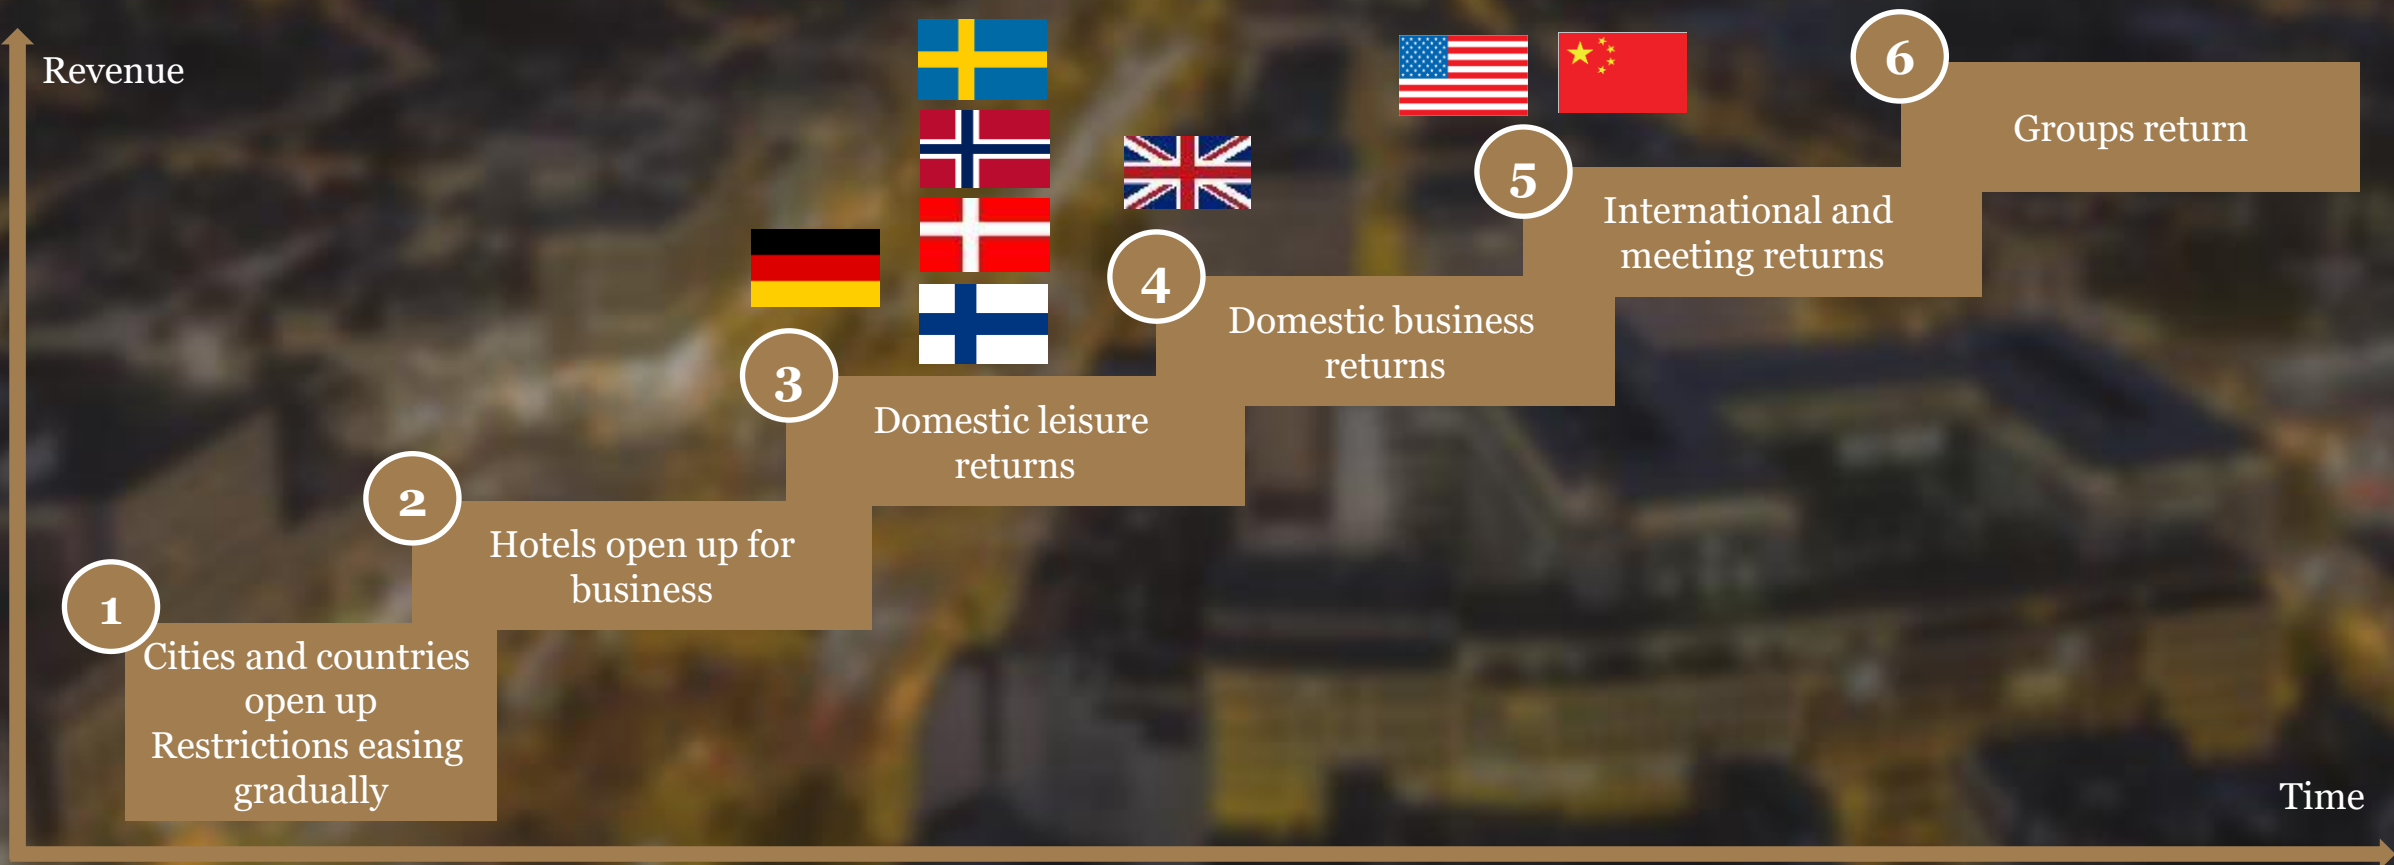 Revenue
1
Cities and countries
open up
Restrictions easing
gradually
2
Hotels open up for
business
3
Domestic leisure
returns
4
Domestic business
returns
5
International and
meeting returns
6
Groups return
Time